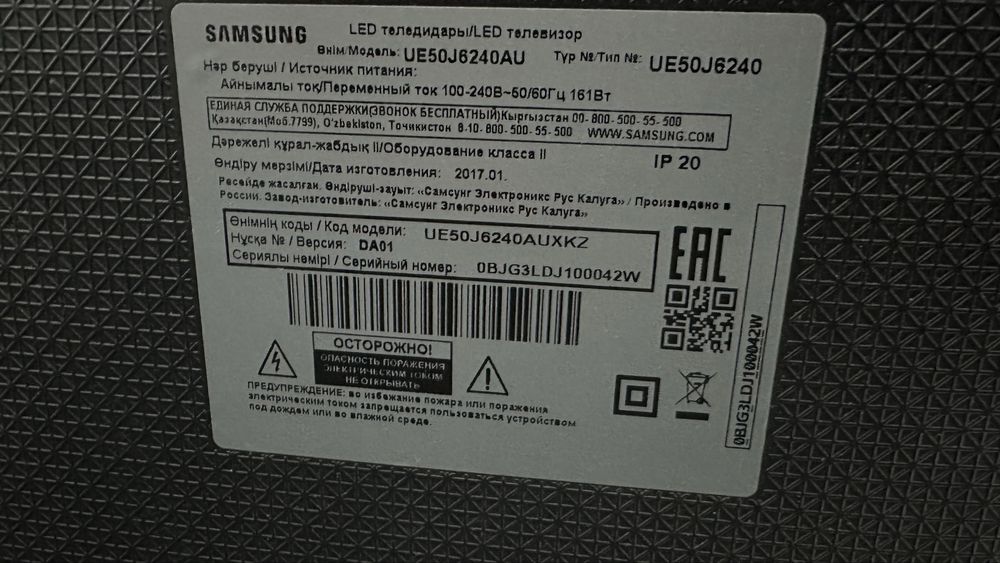 SAMSUNG
LED теледидары/LED телевизор
Өнім/Модель: UE50J6240AU Түр №/Тип №: UE50J6240
Нәр беруші / Источник питания:
Айнымалы ток/Переменный ток 100-240В~50/60Гц 161Вт
ЕДИНАЯ СЛУЖБА ПОДДЕРЖКИ(ЗВОНОК БЕСПЛАТНЫЙ)Кыргызстан 00-800-500-55-500
Қазақстан(Моб.7799), O'zbekiston, Точикистон 8-10-800-500-55-500 WWW.SAMSUNG.COM
Дәрежелі құрал-жабдық II/Оборудование класса II
IP 20
Өндіру мерзімі/Дата изготовления: 2017.01.
Ресейде жасалған. Өндіруші-зауыт: «Самсунг Электроникс Рус Калуга» / Произведено в
России. Завод-изготовитель: «Самсунг Электроникс Рус Калуга»
Өнімнің коды / Код модели: UE50J6240AUXKZ
Нұсқа № / Версия: DA01
Сериялы немірі / Серийный номер: 0BJG3LDJ100042W
EAC
ОСТОРОЖНО!
ОПАСНОСТЬ ПОРАЖЕНИЯ
ЭЛЕКТРИЧЕСКИМ ТОКОМ
НЕ ОТКРЫВАТЬ
ПРЕДУПРЕЖДЕНИЕ: во избежание пожара или поражения
электрическим током запрещается пользоваться устройством
под дождем или во влажной среде.
0BJG3LDJ100042W